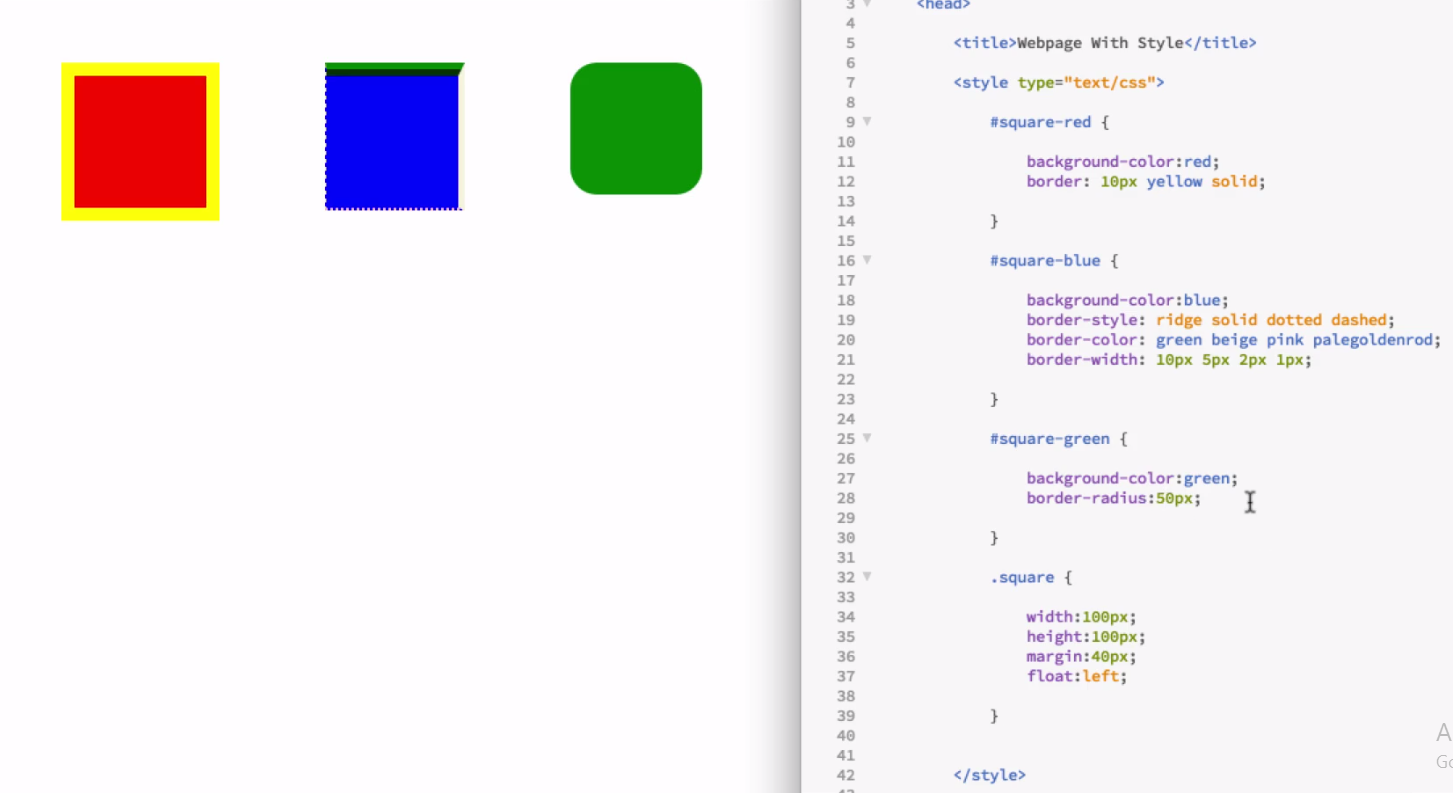 3 <head>
4
5 <title>Webpage With Style</title>
6
7 <style type="text/css">
8
9 #square-red {
10
11 background-color:red;
12 border: 10px yellow solid;
13
14 }
15
16 #square-blue {
17
18 background-color:blue;
19 border-style: ridge solid dotted dashed;
20 border-color: green beige pink palegoldenrod;
21 border-width: 10px 5px 2px 1px;
22
23 }
24
25 #square-green {
26
27 background-color:green;
28 border-radius:50px;
29
30 }
31
32 .square {
33
34 width:100px;
35 height:100px;
36 margin:40px;
37 float:left;
38
39 }
40
41
42 </style>